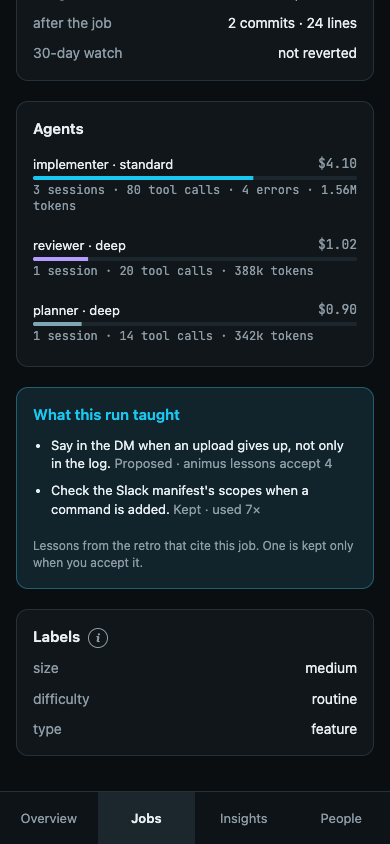 after the job 2 commits · 24 lines
30-day watch not reverted
Agents
implementer · standard $4.10
3 sessions · 80 tool calls · 4 errors · 1.56M
tokens
reviewer · deep $1.02
1 session · 20 tool calls · 388k tokens
planner · deep $0.90
1 session · 14 tool calls · 342k tokens
What this run taught
• Say in the DM when an upload gives up, not only
in the log. Proposed · animus lessons accept 4
• Check the Slack manifest's scopes when a
command is added. Kept · used 7×
Lessons from the retro that cite this job. One is kept only
when you accept it.
Labels i
size medium
difficulty routine
type feature
Overview Jobs Insights People